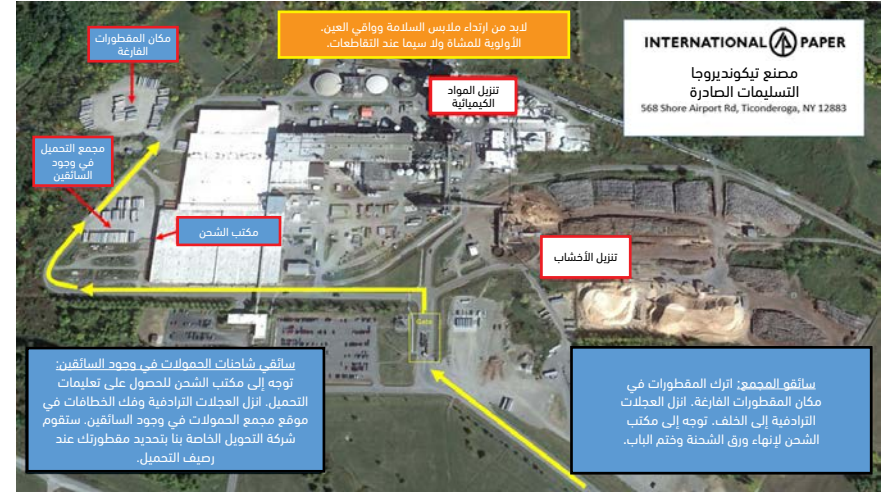 لابد من ارتداء ملابس السلامة وواقي العين.
الأولوية للمشاة ولا سيما عند التقاطعات.
INTERNATIONAL PAPER
مصنع تيكونديروجا
التسليمات الصادرة
568 Shore Airport Rd, Ticonderoga, NY 12883
مكان المقطورات
الفارغة
تنزيل المواد
الكيميائية
مجمع التحميل
في وجود
السائقين
مكتب الشحن
تنزيل الأخشاب
Gate
سائقو المجمع: اترك المقطورات في
مكان المقطورات الفارغة. انزل العجلات
الترادفية إلى الخلف. توجه إلى مكتب
الشحن لإنهاء ورق الشحنة وختم الباب.
سائقي شاحنات الحمولات في وجود السائقين:
توجه إلى مكتب الشحن للحصول على تعليمات
التحميل. انزل العجلات الترادفية وفك الخطافات في
موقع مجمع الحمولات في وجود السائقين. ستقوم
شركة التحويل الخاصة بنا بتحديد مقطورتك عند
رصيف التحميل.